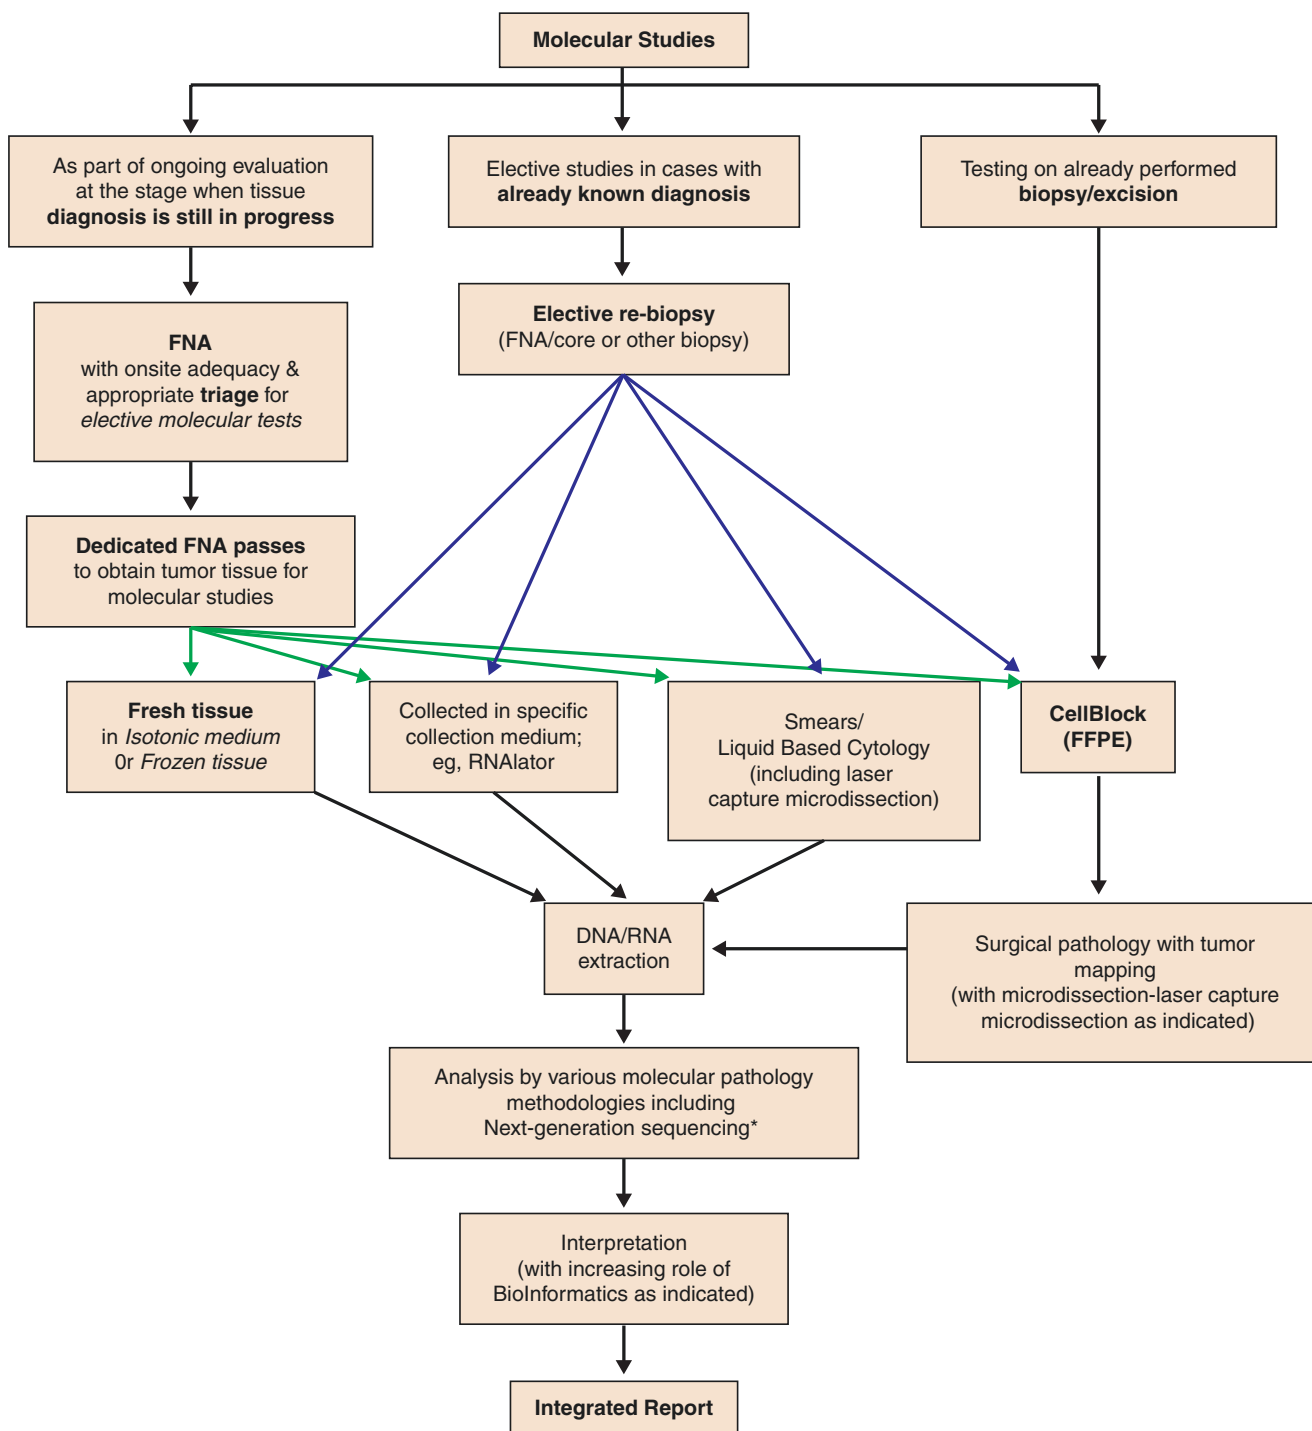 Molecular Studies
As part of ongoing evaluation
at the stage when tissue
diagnosis is still in progress
Elective studies in cases with
already known diagnosis
Testing on already performed
biopsy/excision
FNA
with onsite adequacy &
appropriate triage for
elective molecular tests
Elective re-biopsy
(FNA/core or other biopsy)
Dedicated FNA passes
to obtain tumor tissue for
molecular studies
Fresh tissue
in Isotonic medium
0r Frozen tissue
Collected in specific
collection medium;
eg, RNAlator
Smears/
Liquid Based Cytology
(including laser
capture microdissection)
CellBlock
(FFPE)
DNA/RNA
extraction
Surgical pathology with tumor
mapping
(with microdissection-laser capture
microdissection as indicated)
Analysis by various molecular pathology
methodologies including
Next-generation sequencing*
Interpretation
(with increasing role of
BioInformatics as indicated)
Integrated Report